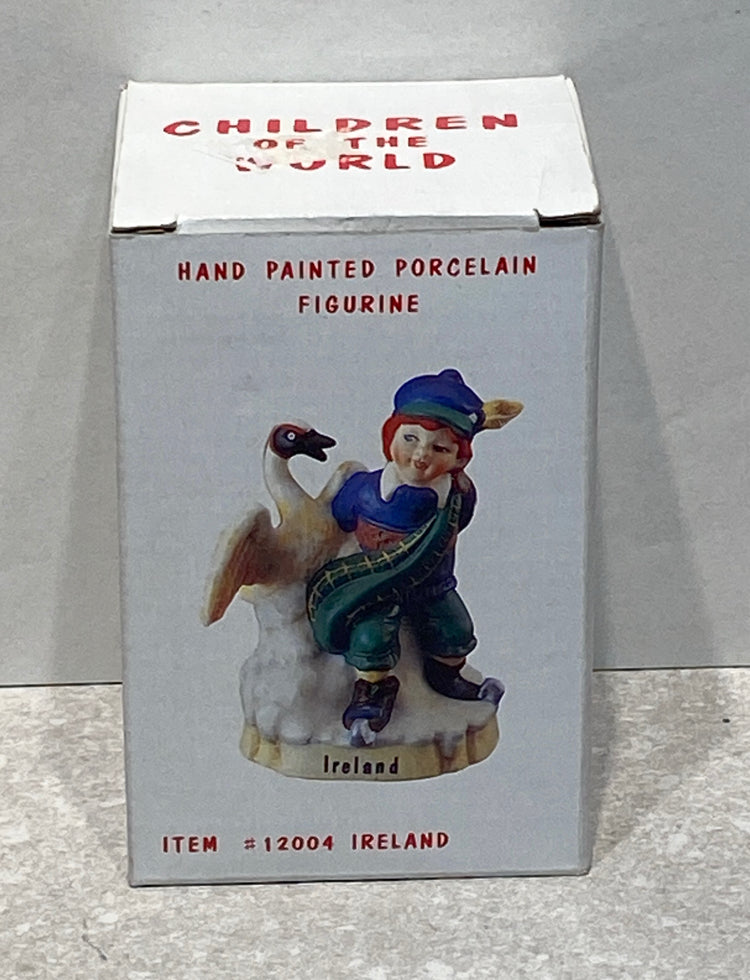 CHILDREN
OF THE
WORLD
HAND PAINTED PORCELAIN
FIGURINE
Ireland
ITEM #12004 IRELAND